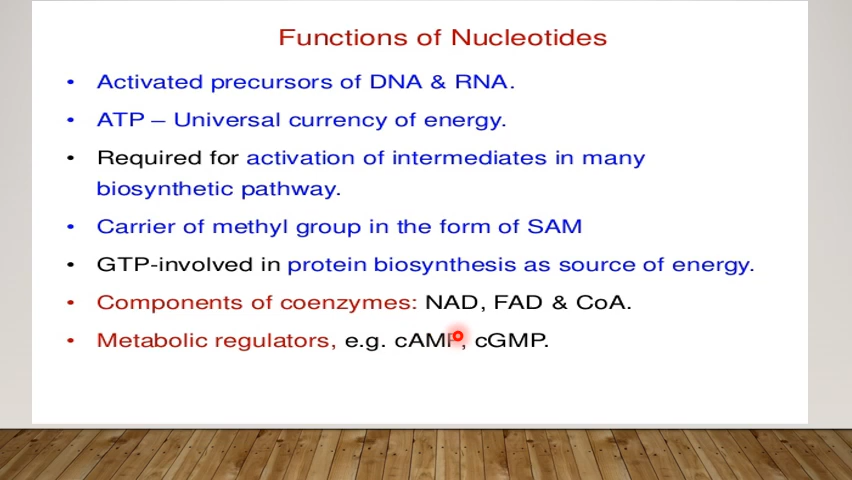 Functions of Nucleotides
• Activated precursors of DNA & RNA.
• ATP – Universal currency of energy.
• Required for activation of intermediates in many
biosynthetic pathway.
• Carrier of methyl group in the form of SAM
• GTP-involved in protein biosynthesis as source of energy.
• Components of coenzymes: NAD, FAD & CoA.
• Metabolic regulators, e.g. cAMP, cGMP.